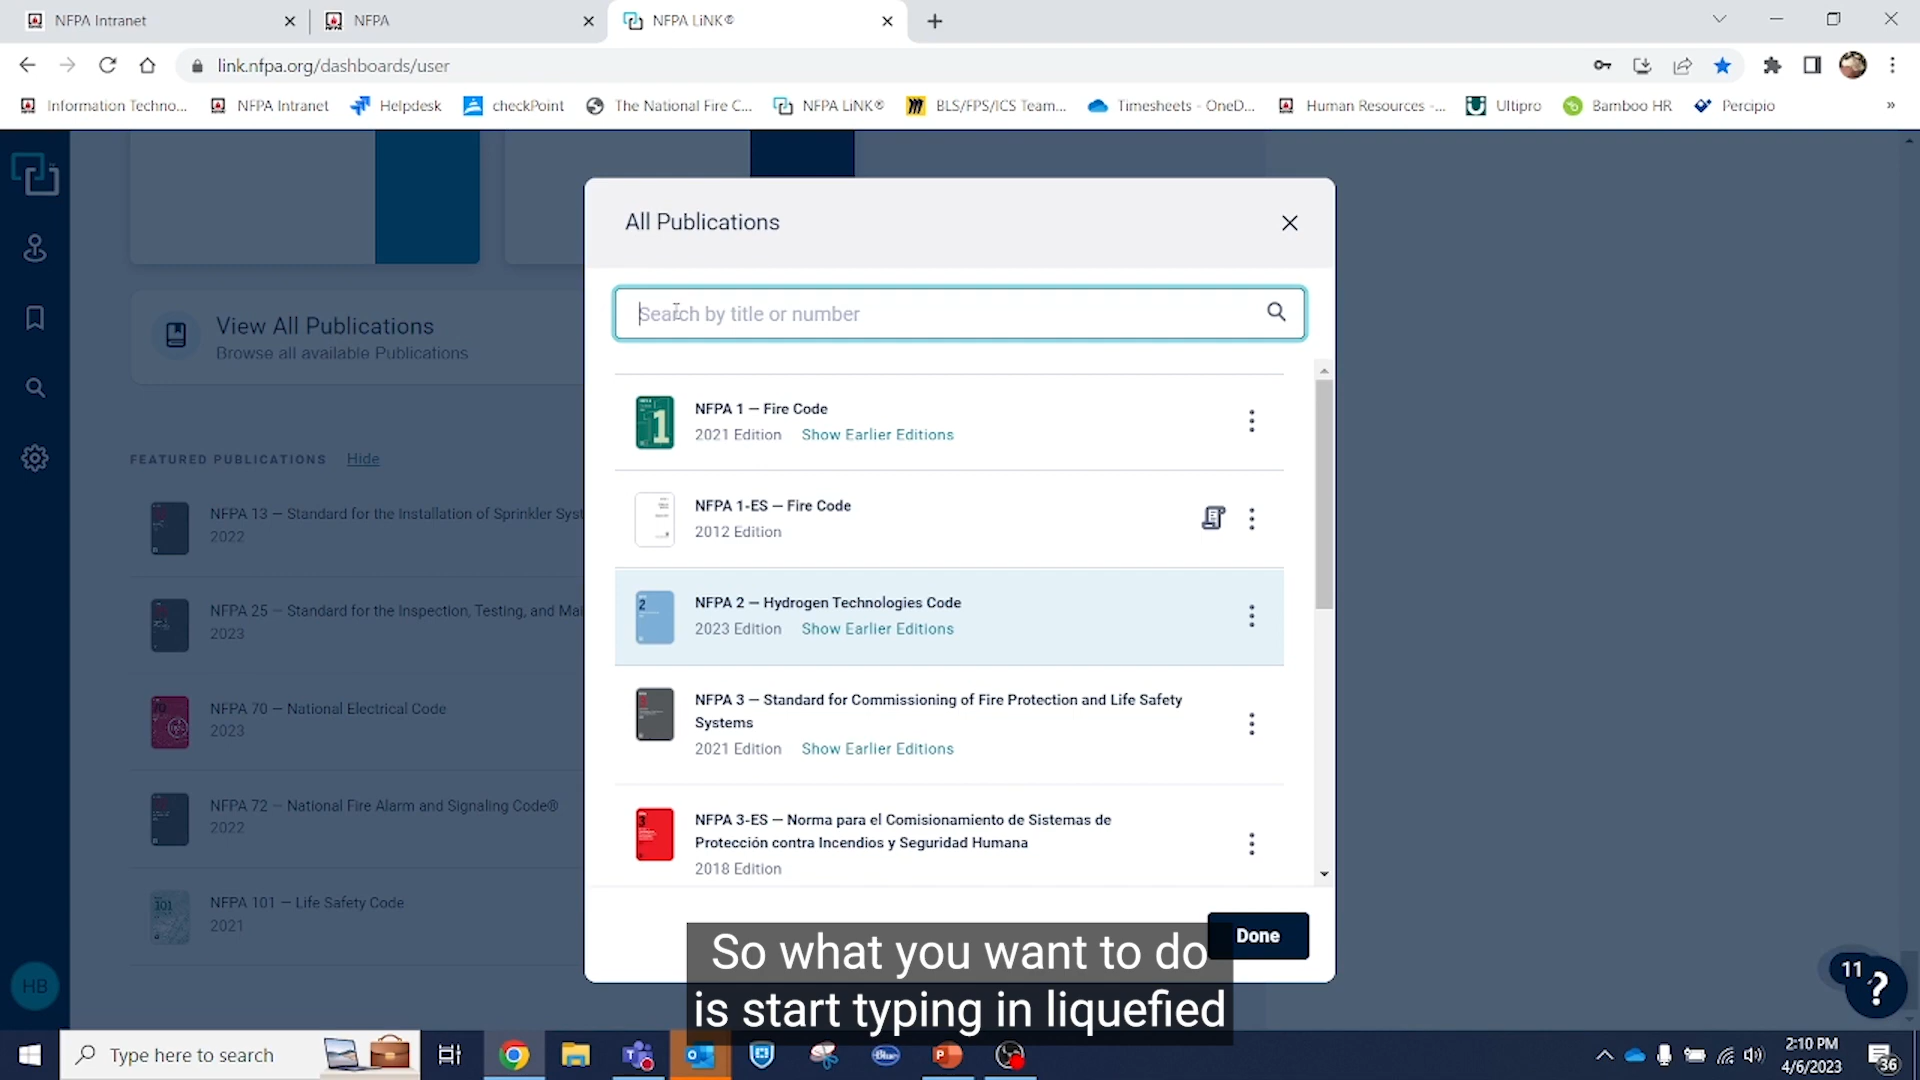 NFPA Intranet
NFPA
NFPA LiNK®
link.nfpa.org/dashboards/user
Information Techno...
NFPA Intranet
Helpdesk
checkPoint
The National Fire C...
NFPA LiNK®
BLS/FPS/ICS Team...
Timesheets - OneD...
Human Resources -...
Ultipro
Bamboo HR
Percipio
»
All Publications
Search by title or number
View All Publications
Browse all available Publications
FEATURED PUBLICATIONS Hide
NFPA 13 — Standard for the Installation of Sprinkler Syst
2022
NFPA 25 — Standard for the Inspection, Testing, and Mai
2023
70
NFPA 70 — National Electrical Code
2023
NFPA 72 — National Fire Alarm and Signaling Code®
2022
101
NFPA 101 — Life Safety Code
2021
HB
1
NFPA 1 — Fire Code
2021 Edition Show Earlier Editions
NFPA 1-ES — Fire Code
2012 Edition
2
NFPA 2 — Hydrogen Technologies Code
2023 Edition Show Earlier Editions
NFPA 3 — Standard for Commissioning of Fire Protection and Life Safety
Systems
2021 Edition Show Earlier Editions
3
NFPA 3-ES — Norma para el Comisionamiento de Sistemas de
Protección contra Incendios y Seguridad Humana
2018 Edition
Done
11
?
So what you want to do
is start typing in liquefied
Type here to search
Blue
2:10 PM
4/6/2023
36